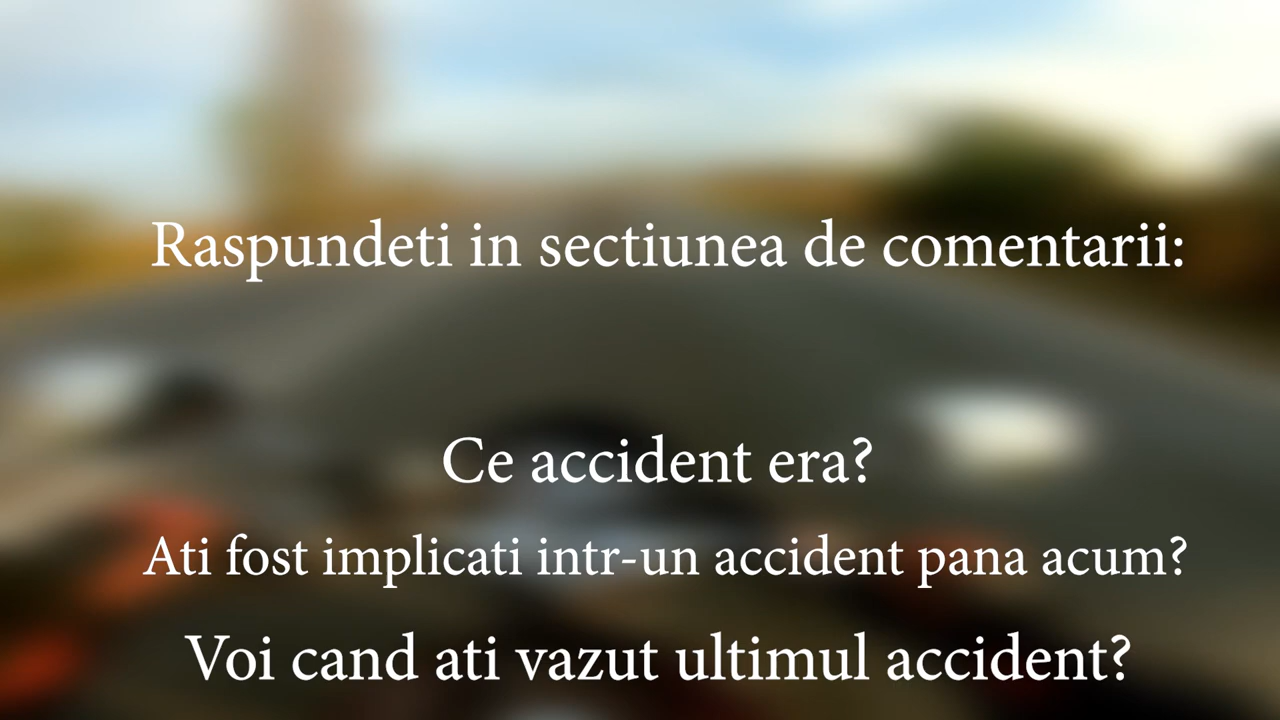 Raspundeti in sectiunea de comentarii:
Ce accident era?
Ati fost implicati intr-un accident pana acum?
Voi cand ati vazut ultimul accident?